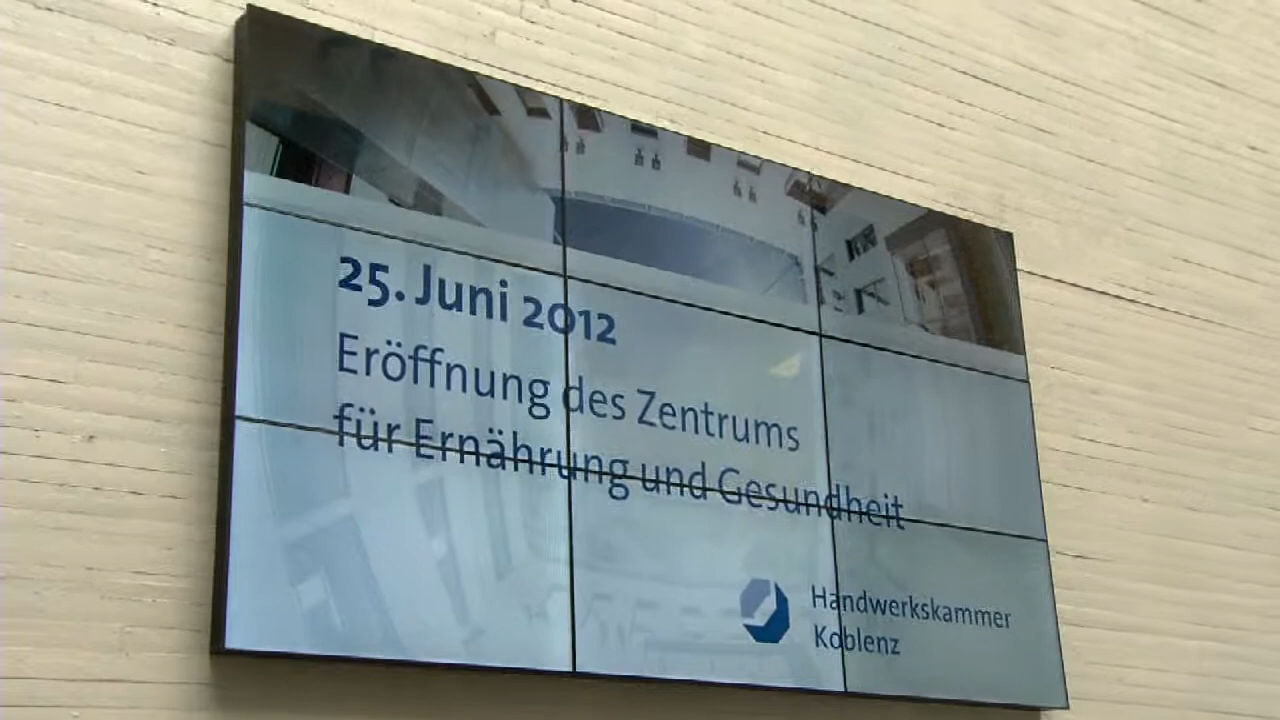 25. Juni 2012
Eröffnung des Zentrums
für Ernährung und Gesundheit
Handwerkskammer
Koblenz